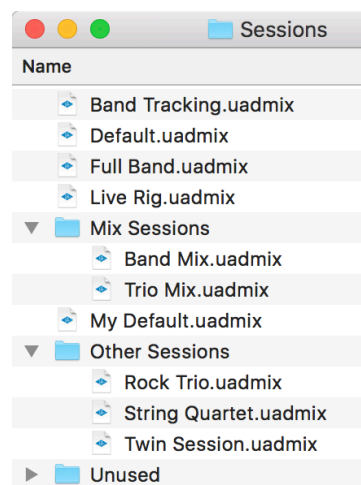 Sessions
Name
Band Tracking.uadmix
Default.uadmix
Full Band.uadmix
Live Rig.uadmix
Mix Sessions
Band Mix.uadmix
Trio Mix.uadmix
My Default.uadmix
Other Sessions
Rock Trio.uadmix
String Quartet.uadmix
Twin Session.uadmix
Unused